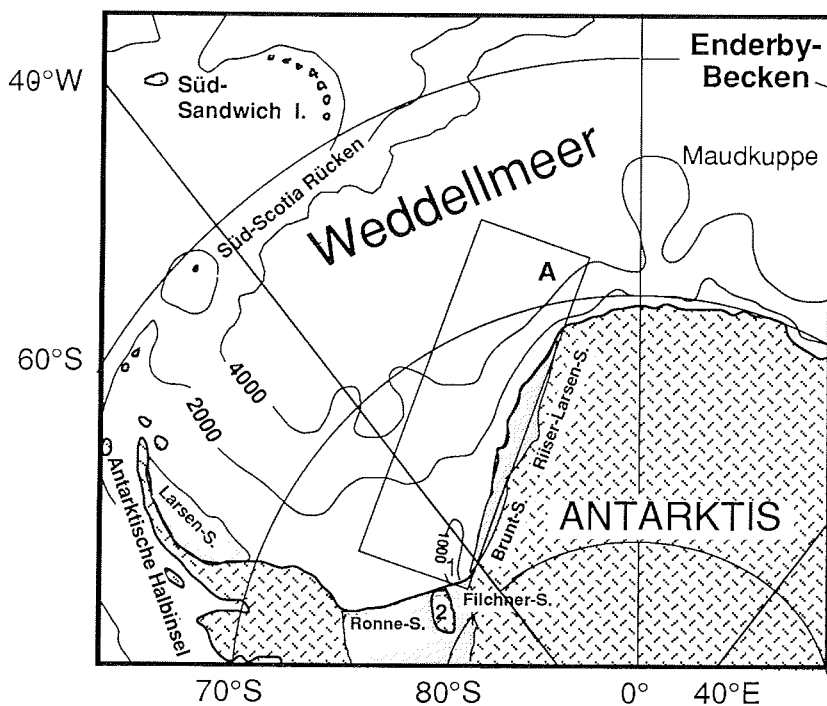 Enderby-
Becken
40°W
Süd-
Sandwich I.
Maudkuppe
Süd-Scotia Rücken
Weddellmeer
A
60°S
4000
2000
Riiser-Larsen-S.
Antarktische Halbinsel
Larsen-S.
Brunt-S.
ANTARKTIS
1000
1
2
Filchner-S.
Ronne-S.
70°S
80°S
0°
40°E